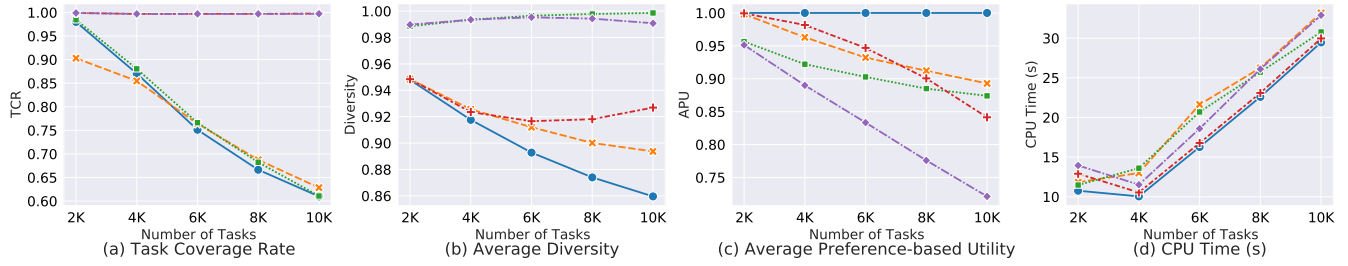 TCR
1.00
0.95
0.90
0.85
0.80
0.75
0.70
0.65
0.60
2K 4K 6K 8K 10K
Number of Tasks
(a) Task Coverage Rate
Diversity
1.00
0.98
0.96
0.94
0.92
0.90
0.88
0.86
2K 4K 6K 8K 10K
Number of Tasks
(b) Average Diversity
APU
1.00
0.95
0.90
0.85
0.80
0.75
2K 4K 6K 8K 10K
Number of Tasks
(c) Average Preference-based Utility
CPU Time (s)
30
25
20
15
10
2K 4K 6K 8K 10K
Number of Tasks
(d) CPU Time (s)